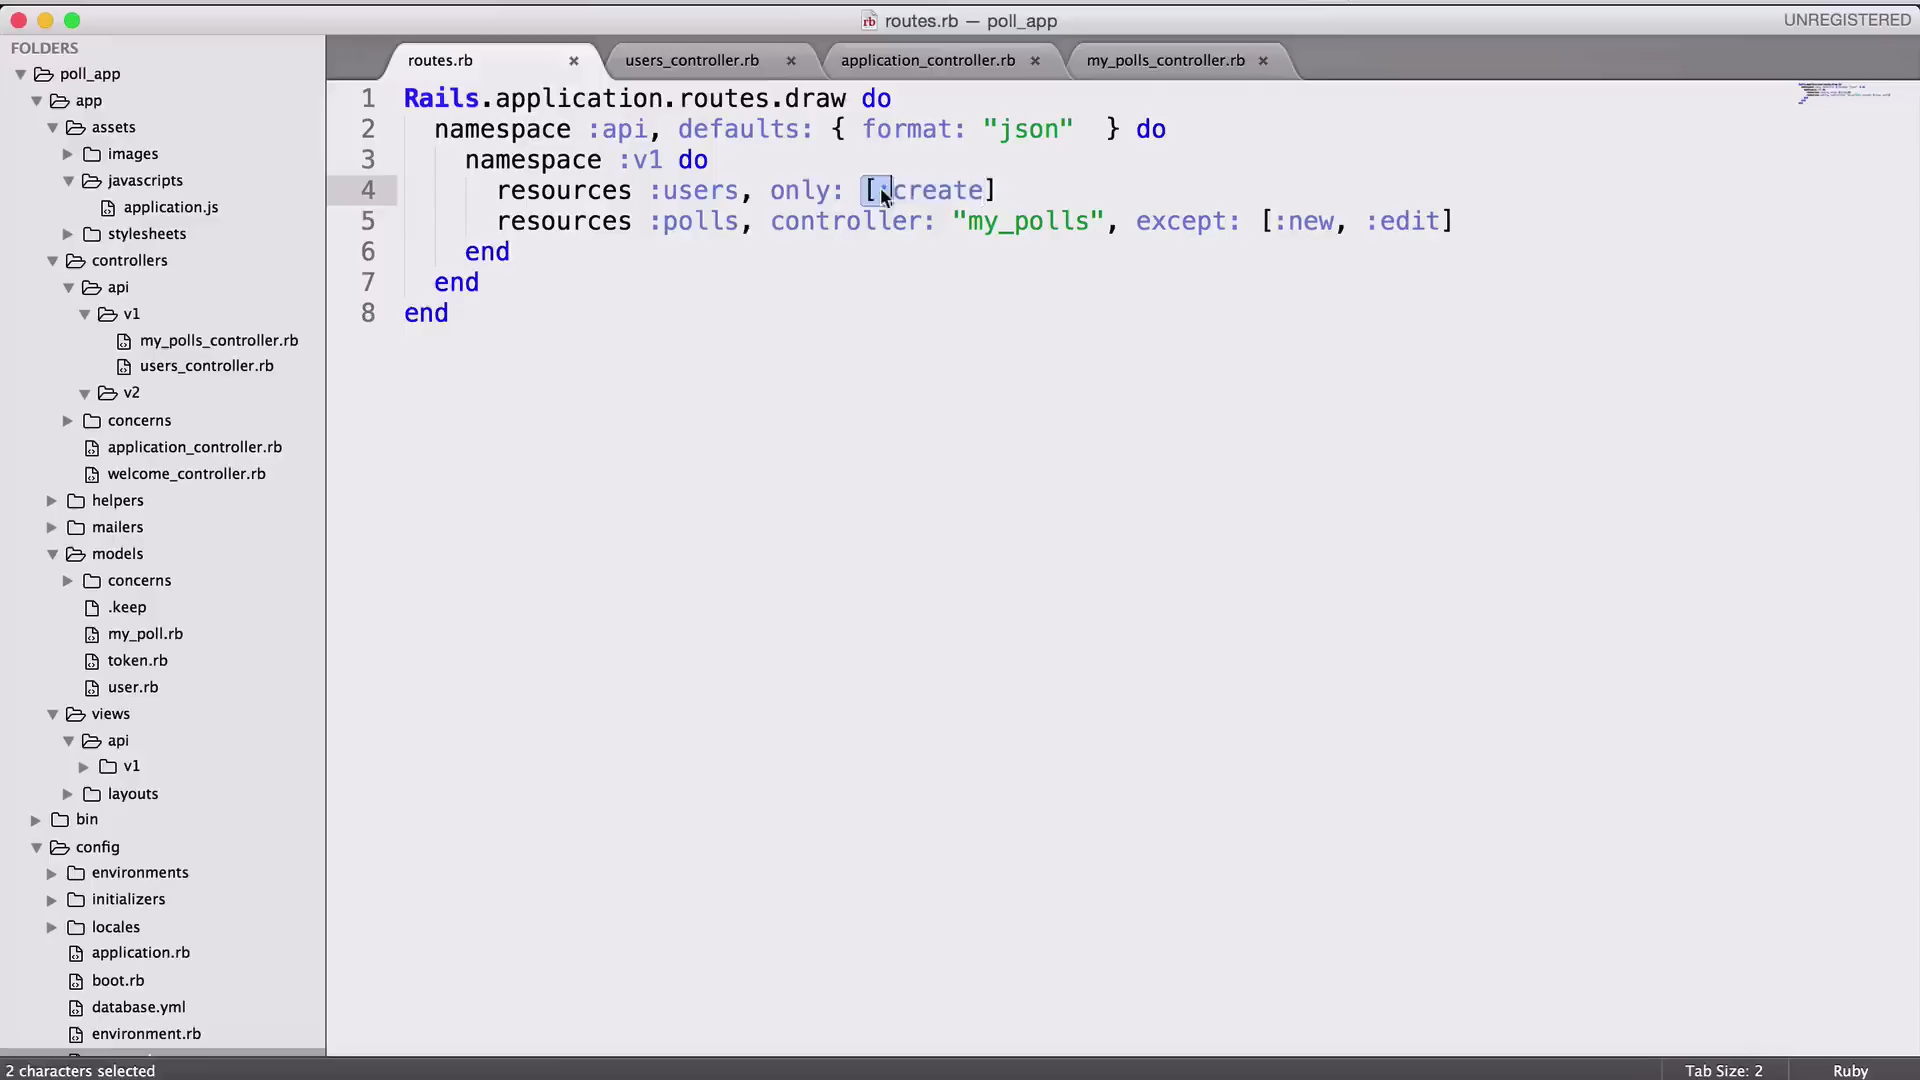 routes.rb — poll_app
UNREGISTERED
FOLDERS
poll_app
app
assets
images
javascripts
application.js
stylesheets
controllers
api
v1
my_polls_controller.rb
users_controller.rb
v2
concerns
application_controller.rb
welcome_controller.rb
helpers
mailers
models
concerns
.keep
my_poll.rb
token.rb
user.rb
views
api
v1
layouts
bin
config
environments
initializers
locales
application.rb
boot.rb
database.yml
environment.rb
routes.rb
users_controller.rb
application_controller.rb
my_polls_controller.rb
1 Rails.application.routes.draw do
2   namespace :api, defaults: { format: "json"  } do
3     namespace :v1 do
4       resources :users, only: [:create]
5       resources :polls, controller: "my_polls", except: [:new, :edit]
6     end
7   end
8 end
2 characters selected
Tab Size: 2
Ruby